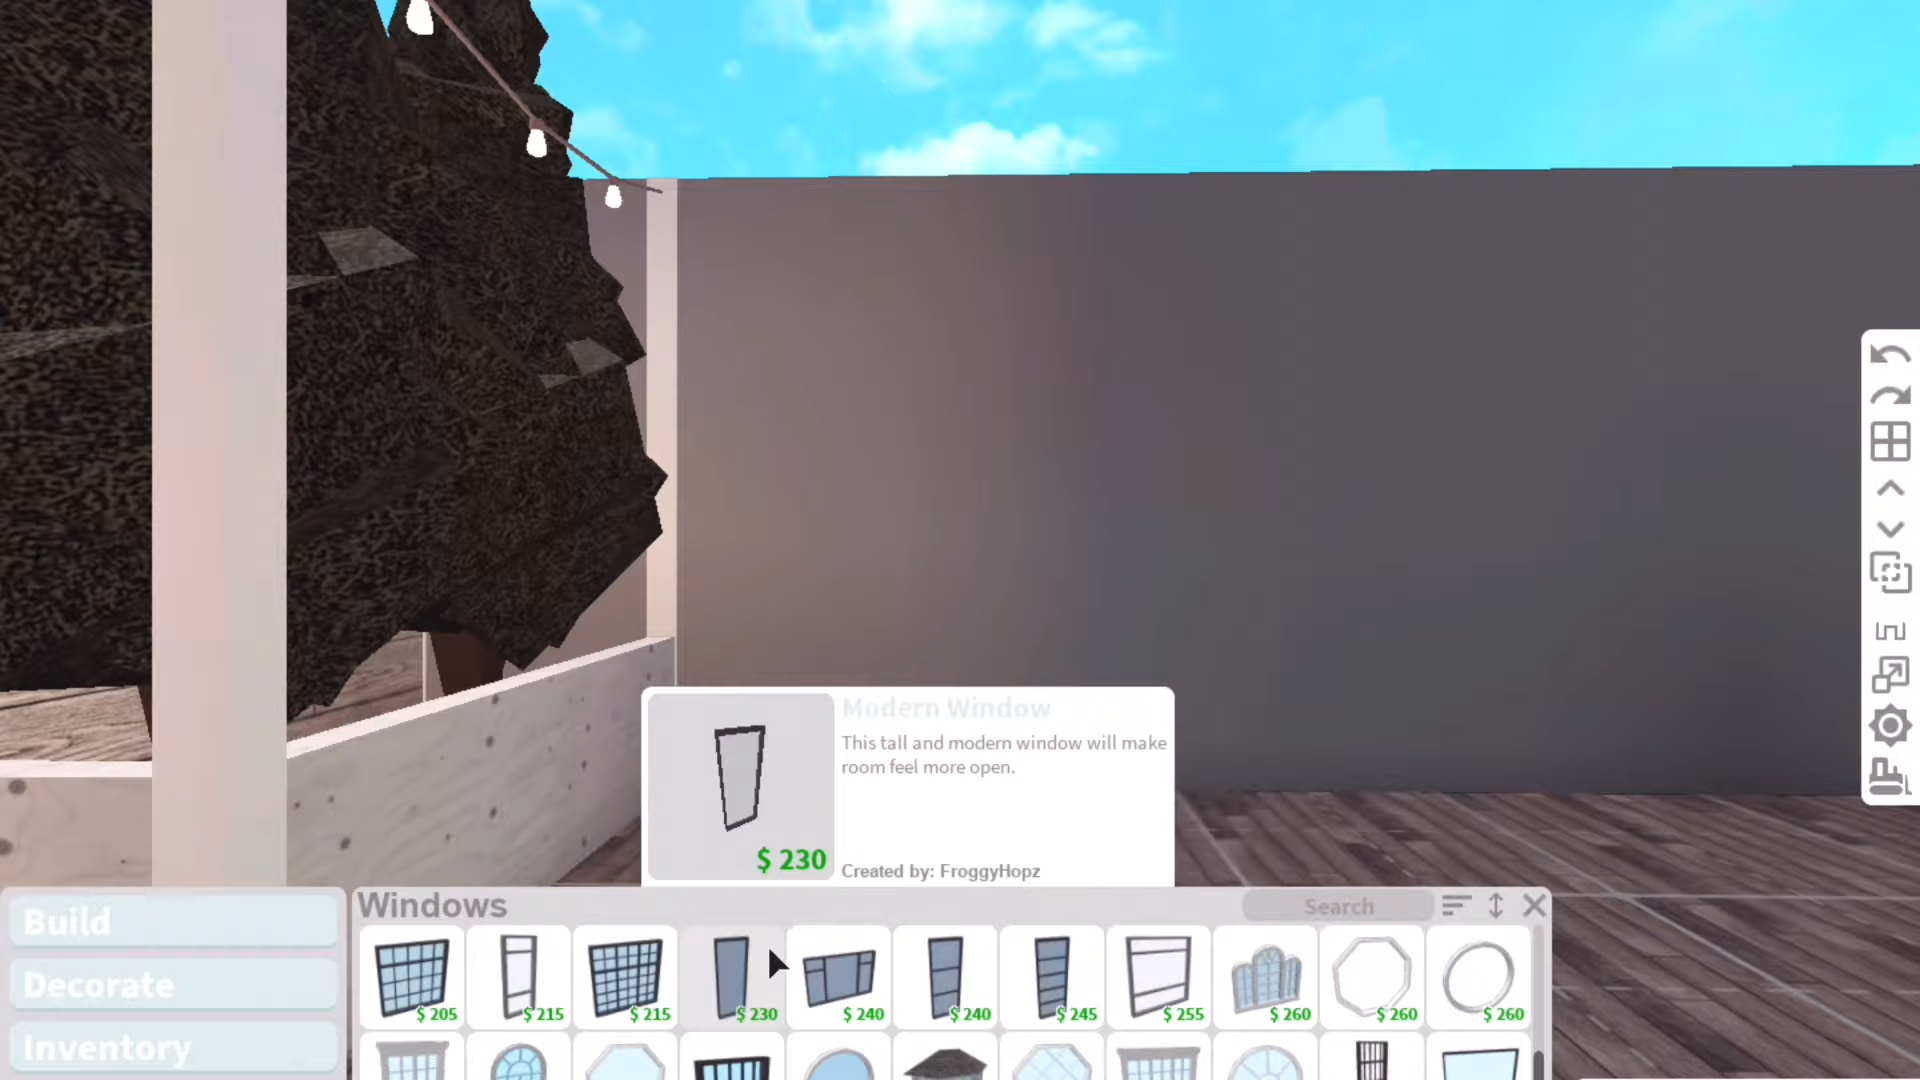 Modern Window
This tall and modern window will make
room feel more open.
$ 230
Created by: FroggyHopz
Windows
Search
Build
Decorate
Inventory
$ 205
$ 215
$ 215
$ 230
$ 240
$ 240
$ 245
$ 255
$ 260
$ 260
$ 260